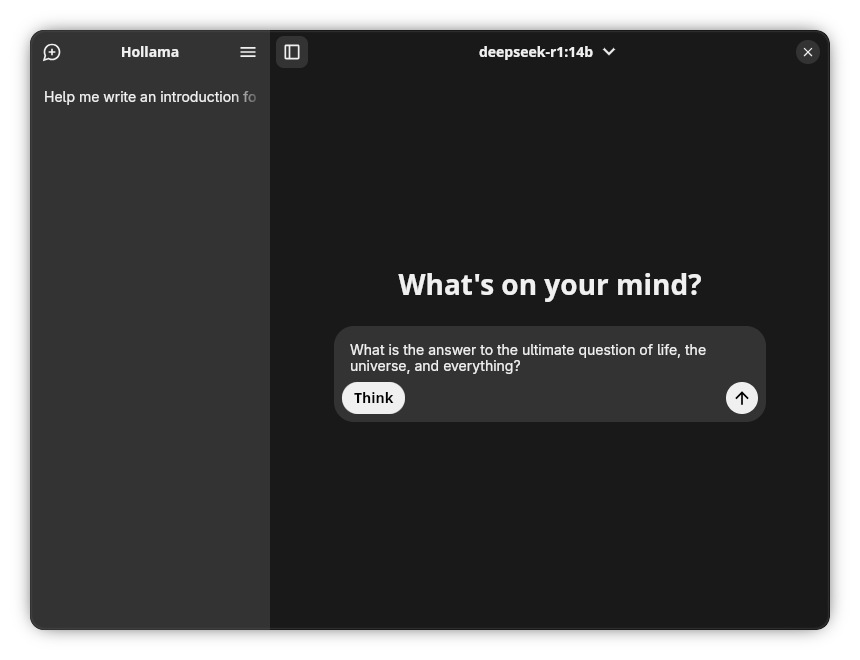 Hollama
Help me write an introduction fo
deepseek-r1:14b
What's on your mind?
What is the answer to the ultimate question of life, the
universe, and everything?
Think